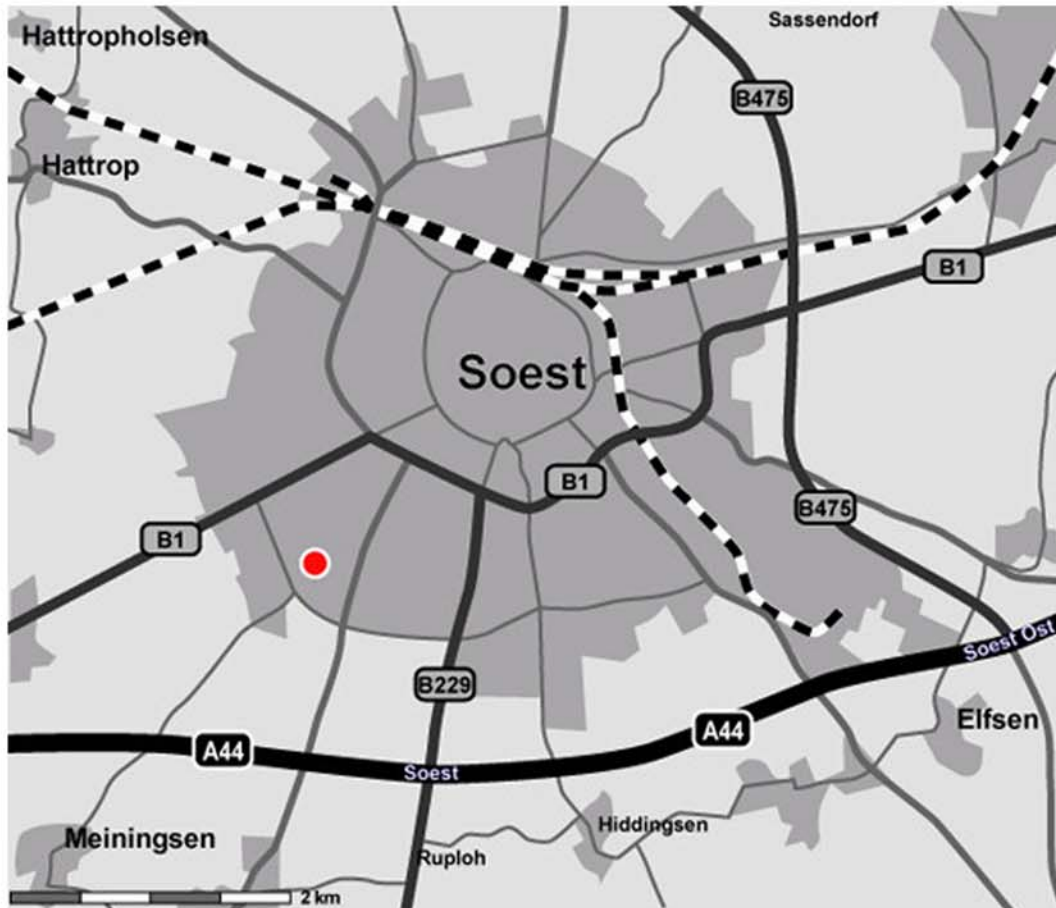 Sassendorf
Hattropholsen
B475
Hattrop
B1
Soest
B1
B475
B1
Soest Ost
B229
Elfsen
A44
A44
Soest
Hiddingsen
Meiningsen
Ruploh
2 km